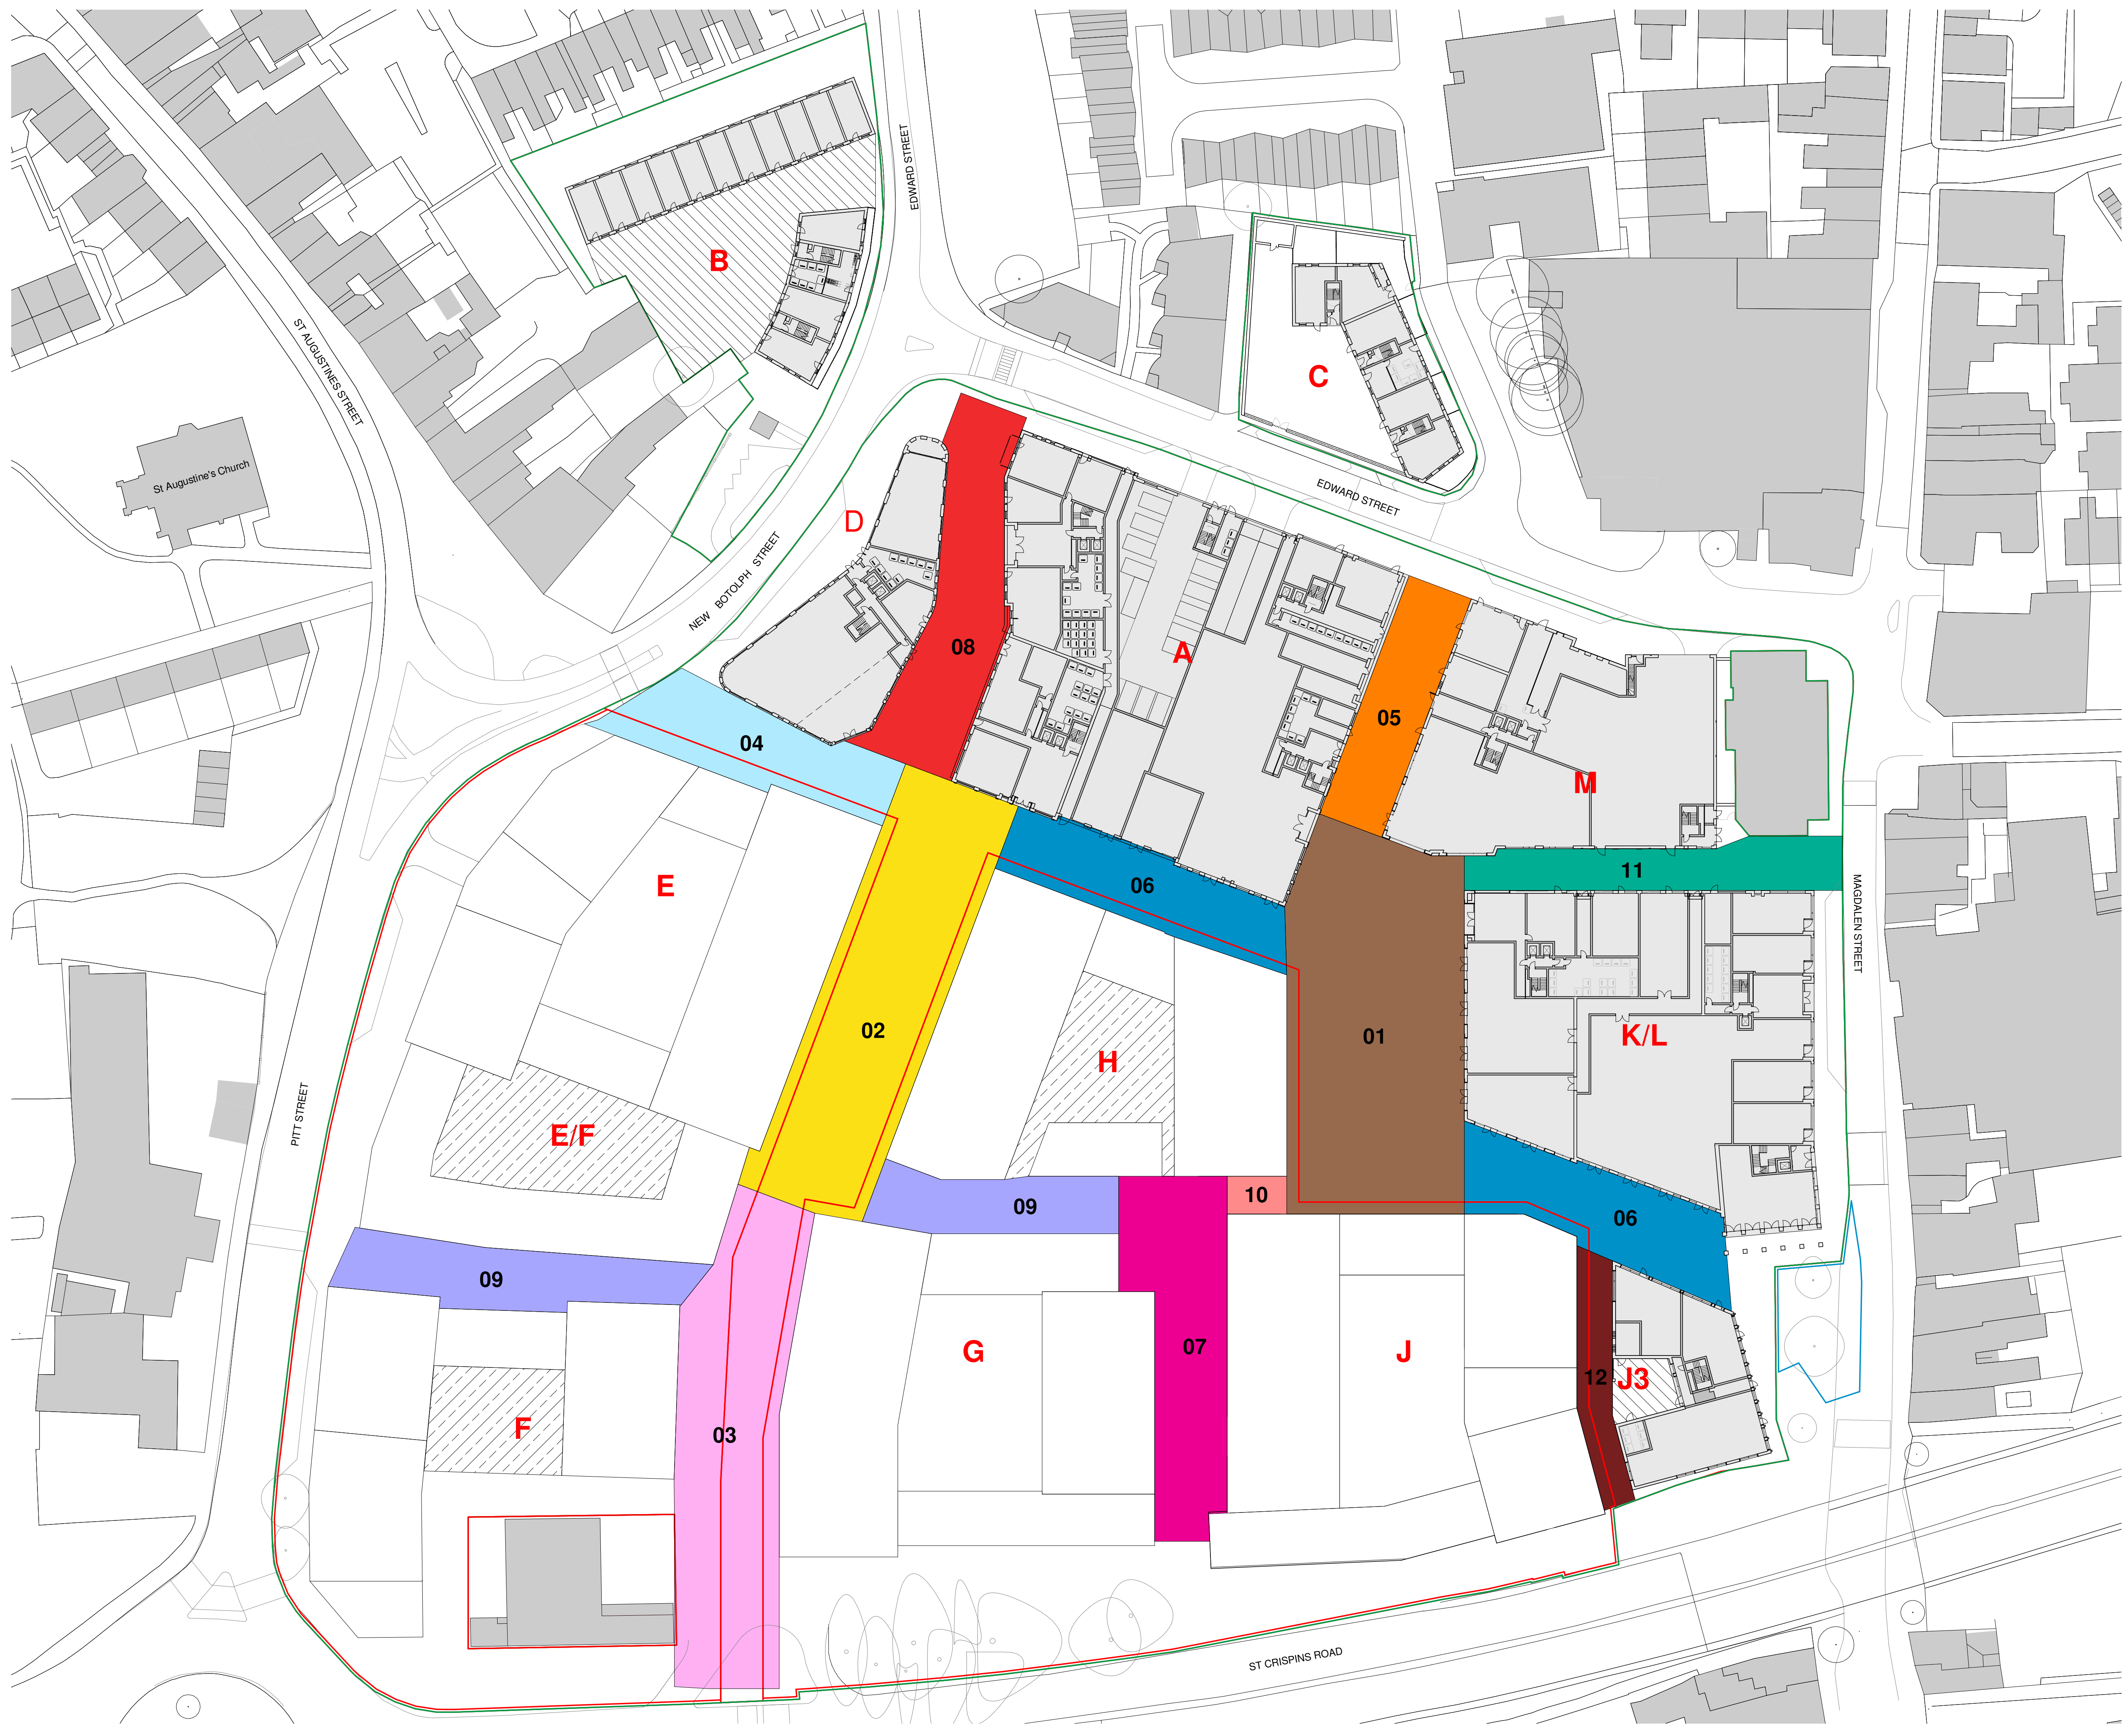 EDWARD STREET
B
ST AUGUSTINES STREET
C
St Augustine's Church
EDWARD STREET
D
NEW BOTOLPH STREET
08
A
05
04
M
06
11
E
MAGDALEN STREET
02
01
K/L
H
PITT STREET
E/F
10
09
06
09
G
07
J
12
J3
F
03
ST CRISPINS ROAD